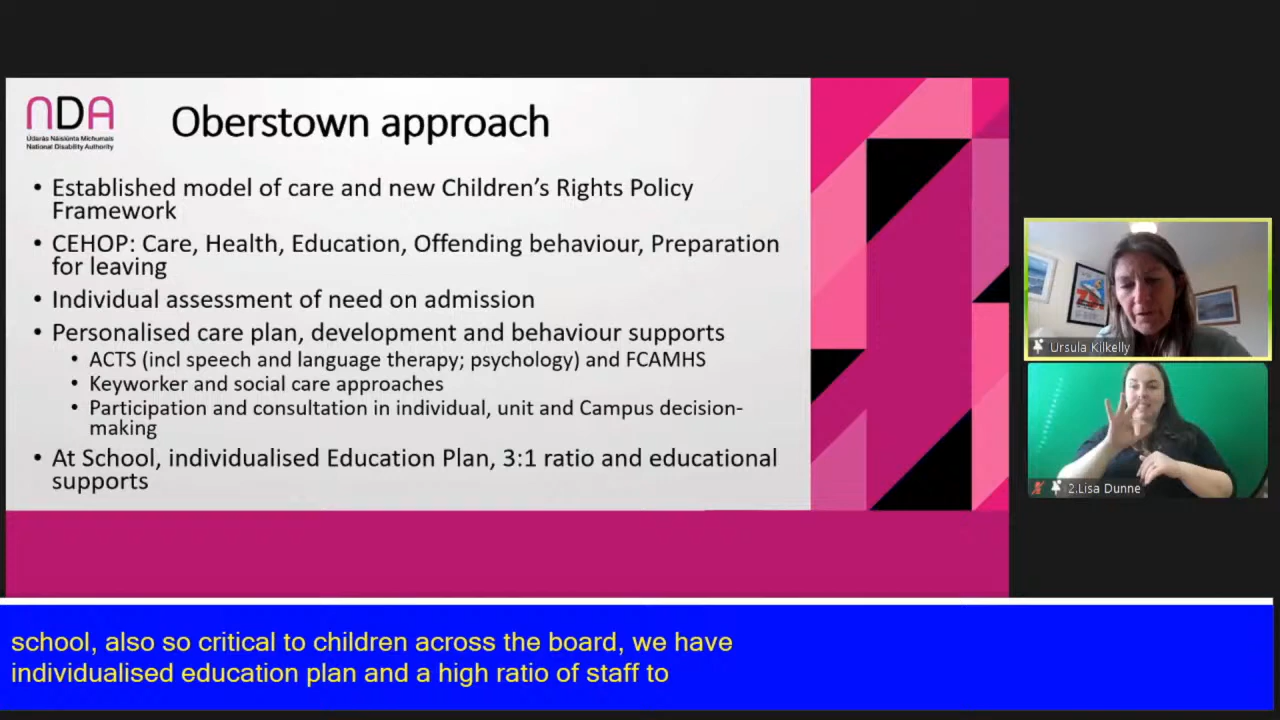 nDA
Údarás Náisiúnta Míchumais
National Disability Authority
Oberstown approach
• Established model of care and new Children's Rights Policy
Framework
• CEHOP: Care, Health, Education, Offending behaviour, Preparation
for leaving
• Individual assessment of need on admission
• Personalised care plan, development and behaviour supports
• ACTS (incl speech and language therapy; psychology) and FCAMHS
• Keyworker and social care approaches
• Participation and consultation in individual, unit and Campus decision-
making
• At School, individualised Education Plan, 3:1 ratio and educational
supports
Ursula Kilkelly
2.Lisa Dunne
school, also so critical to children across the board, we have
individualised education plan and a high ratio of staff to